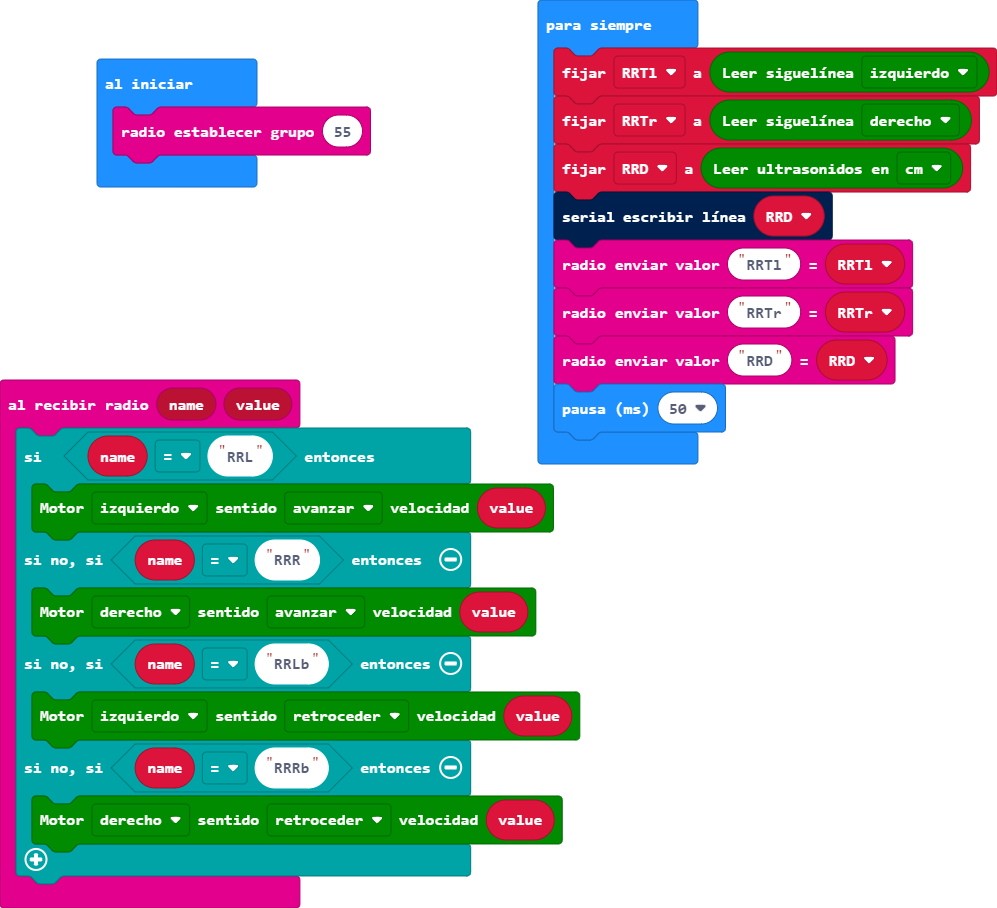 al iniciar
radio establecer grupo 55
para siempre
fijar RRTl a Leer siguelínea izquierdo
fijar RRTr a Leer siguelínea derecho
fijar RRD a Leer ultrasonidos en cm
serial escribir línea RRD
radio enviar valor "RRTl" = RRTl
radio enviar valor "RRTr" = RRTr
radio enviar valor "RRD" = RRD
pausa (ms) 50
al recibir radio name value
si name = "RRL" entonces
Motor izquierdo sentido avanzar velocidad value
si no, si name = "RRR" entonces
Motor derecho sentido avanzar velocidad value
si no, si name = "RRLb" entonces
Motor izquierdo sentido retroceder velocidad value
si no, si name = "RRRb" entonces
Motor derecho sentido retroceder velocidad value